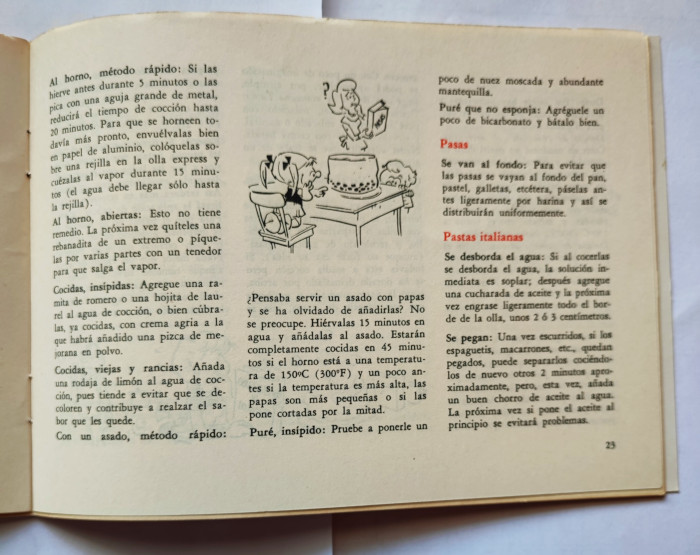 Al horno, método rápido: Si las
hierve antes durante 5 minutos o las
pica con una aguja grande de metal,
reducirá el tiempo de cocción hasta
20 minutos. Para que se horneen to-
davía más pronto, envuélvalas bien
en papel de aluminio, colóquelas so-
bre una rejilla en la olla express y
cuézalas al vapor durante 15 minu-
tos (el agua debe llegar sólo hasta
la rejilla).
Al horno, abiertas: Esto no tiene
remedio. La próxima vez quíteles una
rebanadita de un extremo o píque-
las por varias partes con un tenedor
para que salga el vapor.
Cocidas, insípidas: Agregue una ra-
mita de romero o una hojita de lau-
rel al agua de cocción, o bien cúbra-
las, ya cocidas, con crema agria a la
que habrá añadido una pizca de me-
jorana en polvo.
Cocidas, viejas y rancias: Añada
una rodaja de limón al agua de coc-
ción, pues tiende a evitar que se de-
coloren y contribuye a realzar el sa-
bor que les quede.
Con un asado, método rápido:
?
¿Pensaba servir un asado con papas
y se ha olvidado de añadirlas? No
se preocupe. Hiérvalas 15 minutos en
agua y añádalas al asado. Estarán
completamente cocidas en 45 minu-
tos si el horno está a una temperatu-
ra de 150ºC (300°F) y un poco an-
tes si la temperatura es más alta, las
papas son más pequeñas o si las
pone cortadas por la mitad.
Puré, insípido: Pruebe a ponerle un
poco de nuez moscada y abundante
mantequilla.
Puré que no esponja: Agréguele un
poco de bicarbonato y bátalo bien.
Pasas
Se van al fondo: Para evitar que
las pasas se vayan al fondo del pan,
pastel, galletas, etcétera, páselas an-
tes ligeramente por harina y así se
distribuirán uniformemente.
Pastas italianas
Se desborda el agua: Si al cocerlas
se desborda el agua, la solución in-
mediata es soplar; después agregue
una cucharada de aceite y la próxima
vez engrase ligeramente todo el bor-
de de la olla, unos 2 ó 3 centímetros.
Se pegan: Una vez escurridos, si los
espaguetis, macarrones, etc., quedan
pegados, puede separarlos cociéndo-
los de nuevo otros 2 minutos apro-
ximadamente, pero, esta vez, añada
un buen chorro de aceite al agua.
La próxima vez si pone el aceite al
principio se evitará problemas.
23